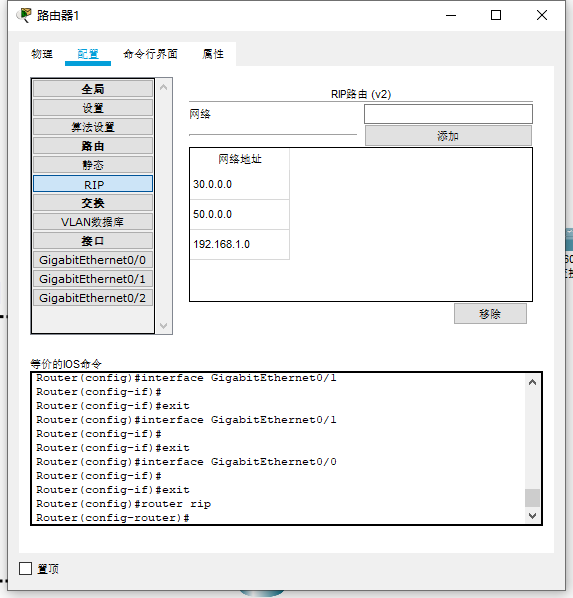 路由器1
物理 配置 命令行界面 属性
全局
设置
算法设置
路由
静态
RIP
交换
VLAN数据库
接口
GigabitEthernet0/0
GigabitEthernet0/1
GigabitEthernet0/2
RIP路由 (v2)
网络
添加
网络地址
30.0.0.0
50.0.0.0
192.168.1.0
移除
等价的IOS命令
Router(config)#interface GigabitEthernet0/1
Router(config-if)#
Router(config-if)#exit
Router(config)#interface GigabitEthernet0/1
Router(config-if)#
Router(config-if)#exit
Router(config)#interface GigabitEthernet0/0
Router(config-if)#
Router(config-if)#exit
Router(config)#router rip
Router(config-router)#
置顶